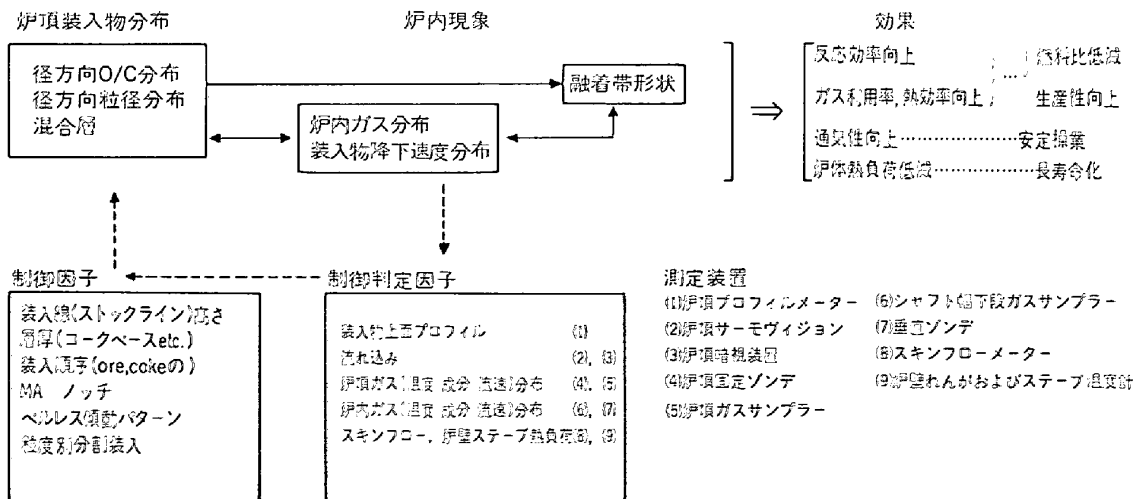 炉頂装入物分布
径方向O/C分布
径方向粒径分布
混合層
炉内現象
融着帯形状
炉内ガス分布
装入物降下速度分布
効果
反応効率向上
ガス利用率,熱効率向上
… 燃料比低減
生産性向上
通気性向上………………安定操業
炉体熱負荷低減………………長寿命化
制御因子
装入線(ストックライン)高さ
層厚(コークベースetc.)
装入順序(ore,cokeの)
MA ノッチ
ベルレス傾動パターン
粒度別分割装入
制御判定因子
装入物上面プロフィル (1)
流れ込み (2), (3)
炉頂ガス(温度 成分 流速)分布 (4), (5)
炉内ガス(温度 成分 流速)分布 (6), (7)
スキンフロー, 炉壁ステーブ熱負荷(8), (9)
測定装置
(1)炉頂プロフィルメーター
(2)炉頂サーモヴィジョン
(3)炉頂暗視装置
(4)炉頂固定ゾンデ
(5)炉頂ガスサンプラー
(6)シャフト 下段ガスサンプラー
(7)垂直ゾンデ
(8)スキンフローメーター
(9)炉壁れんがおよびステーブ温度計